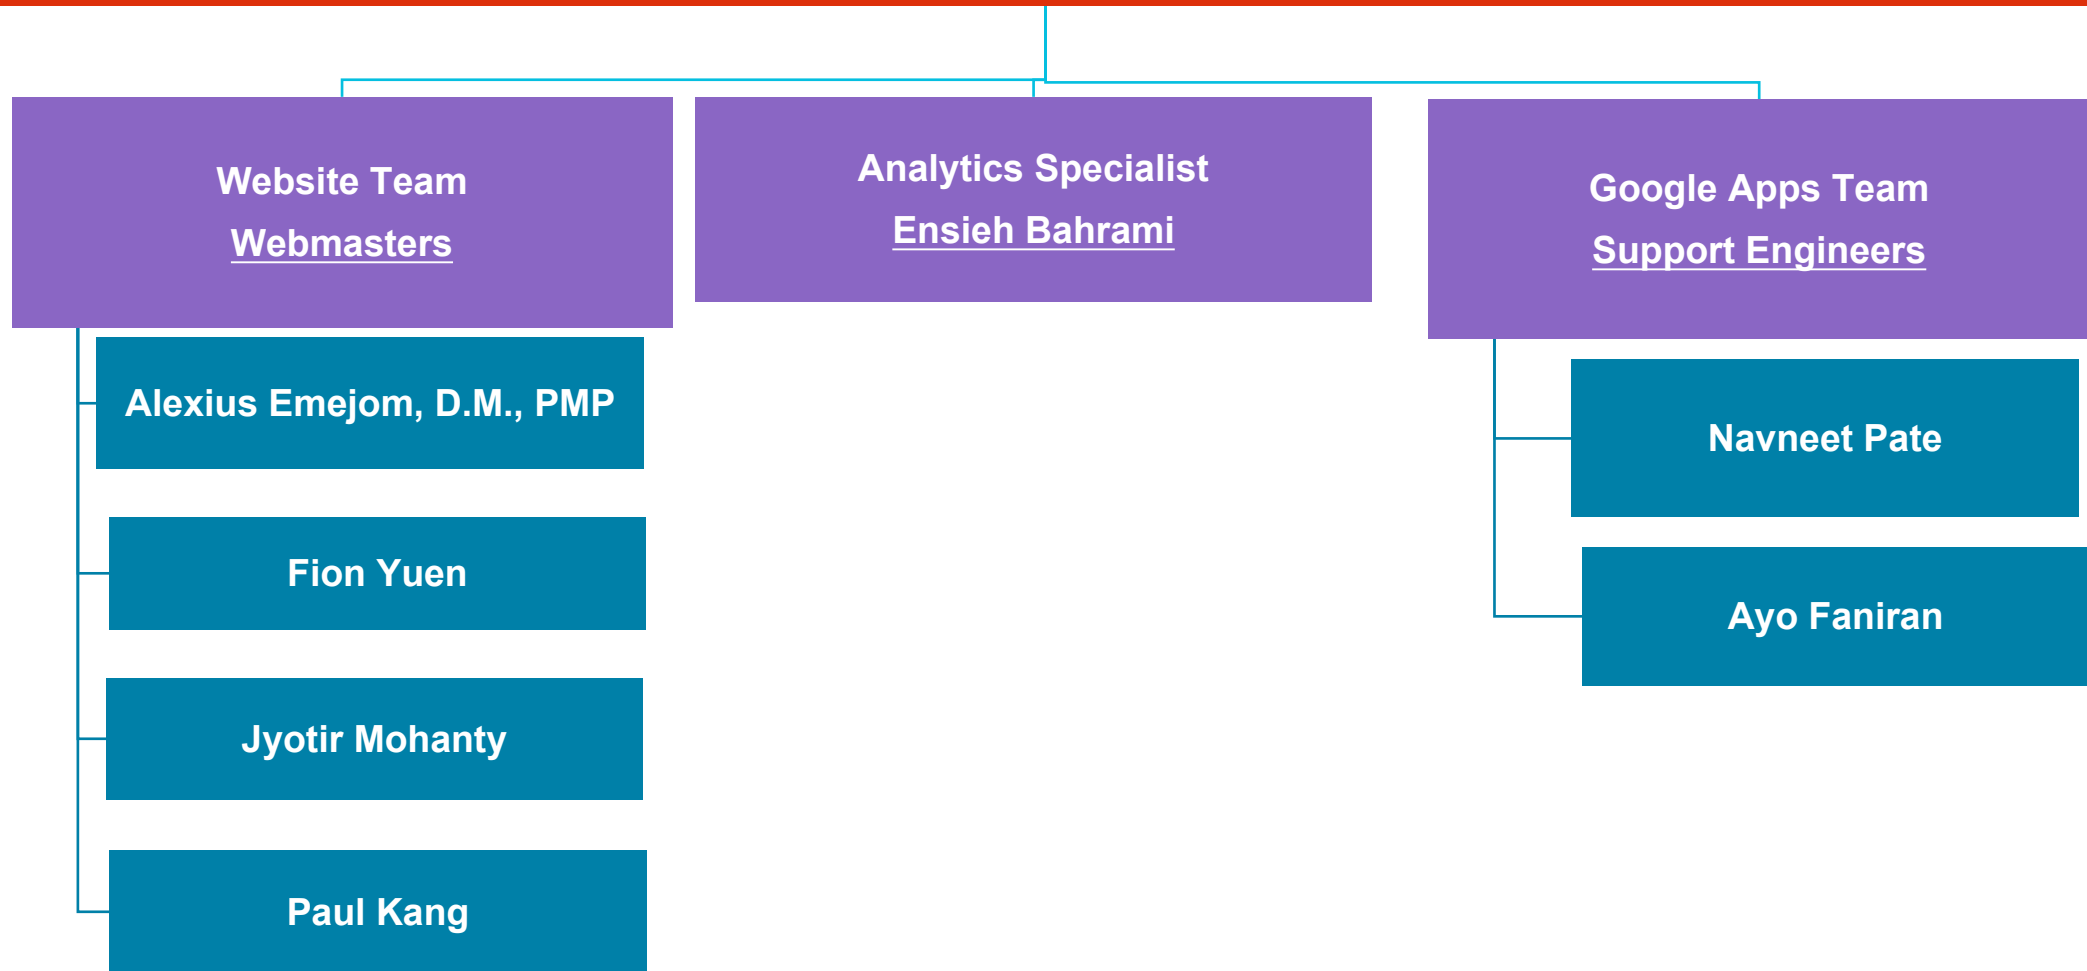 Website Team
Webmasters
Analytics Specialist
Ensieh Bahrami
Google Apps Team
Support Engineers
Alexius Emejom, D.M., PMP
Fion Yuen
Jyotir Mohanty
Paul Kang
Navneet Pate
Ayo Faniran